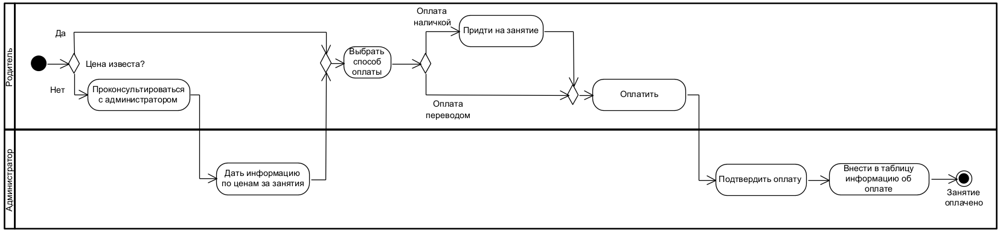 Родитель
Да
Цена известа?
Нет
Проконсультироваться
с администратором
Выбрать
способ
оплаты
Оплата
наличкой
Придти на занятие
Оплата
переводом
Оплатить
Администратор
Дать информацию
по ценам за занятия
Подтвердить оплату
Внести в таблицу
информацию об
оплате
Занятие
оплачено